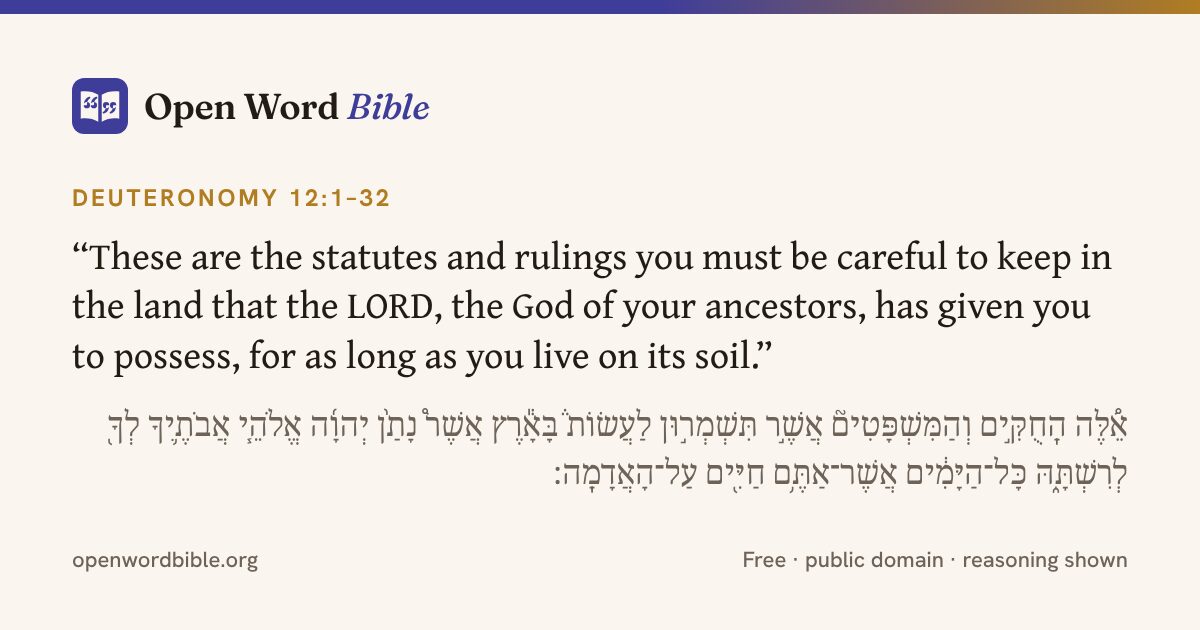 Open Word Bible
DEUTERONOMY 12:1–32
“These are the statutes and rulings you must be careful to keep in
the land that the LORD, the God of your ancestors, has given you
to possess, for as long as you live on its soil.”
אֵ֠לֶּה הַֽחֻקִּ֣ים וְהַמִּשְׁפָּטִים֮ אֲשֶׁ֣ר תִּשְׁמְר֣וּן לַעֲשׂוֹת֒ בָּאָ֕רֶץ אֲשֶׁר֩ נָתַ֨ן יְהוָ֜ה אֱלֹהֵ֧י אֲבֹתֶ֛יךָ לְךָ֖
לְרִשְׁתָּ֑הּ כָּל־הַיָּמִ֔ים אֲשֶׁר־אַתֶּ֥ם חַיִּ֖ים עַל־הָאֲדָמָֽה׃
openwordbible.org
Free · public domain · reasoning shown